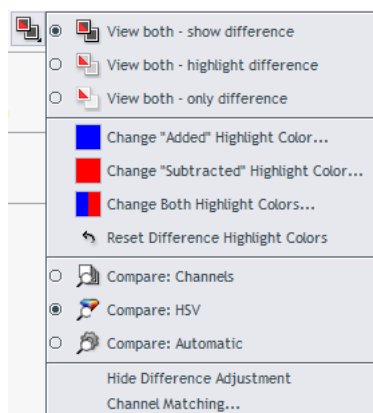 View both - show difference
View both - highlight difference
View both - only difference
Change "Added" Highlight Color...
Change "Subtracted" Highlight Color...
Change Both Highlight Colors...
Reset Difference Highlight Colors
Compare: Channels
Compare: HSV
Compare: Automatic
Hide Difference Adjustment
Channel Matching...